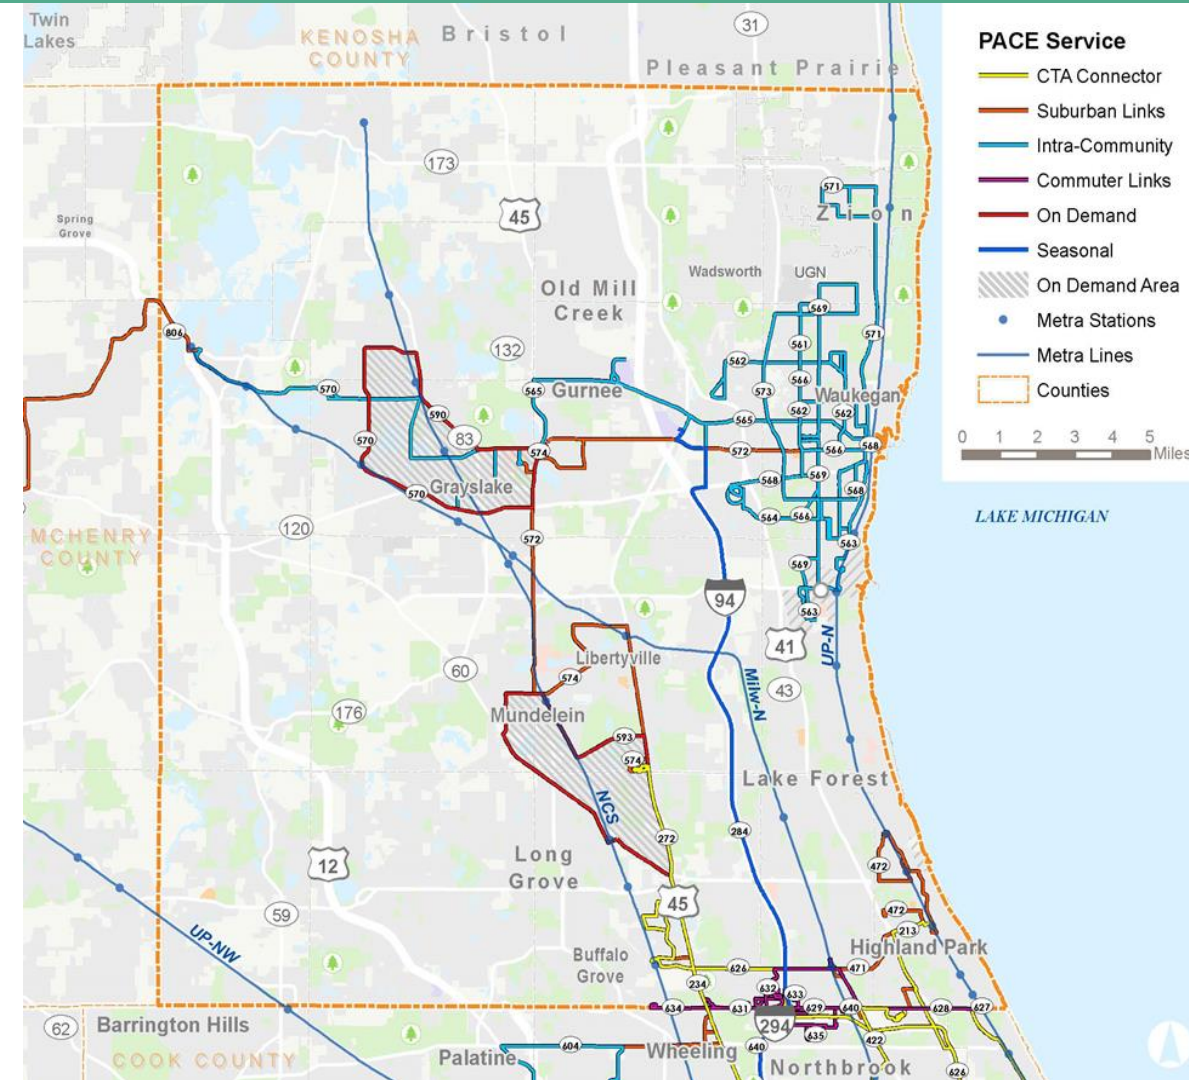 Twin
Lakes
KENOSHA
COUNTY
Bristol
31
Pleasant Prairie
PACE Service
CTA Connector
Suburban Links
Intra-Community
Commuter Links
On Demand
Seasonal
On Demand Area
Metra Stations
Metra Lines
Counties
0 1 2 3 4 5
Miles
LAKE MICHIGAN
173
45
Spring
Grove
571
Zion
Wadsworth
UGN
Old Mill
Creek
569
806
132
561
571
562
566
573
570
565
Gurnee
Waukegan
590
562
562
565
83
570
574
572
566
568
Grayslake
568
569
568
570
564
566
MCHENRY
COUNTY
120
572
563
569
94
563
41
UP-N
Libertyville
60
574
Milw-N
43
176
Mundelein
593
574
Lake Forest
NCS
272
284
12
Long
Grove
472
45
59
472
213
UP-NW
Buffalo
Grove
Highland Park
626
471
234
632
633
634
631
629
640
628
627
62
Barrington Hills
294
635
422
COOK COUNTY
Palatine
604
Wheeling
640
Northbrook
626